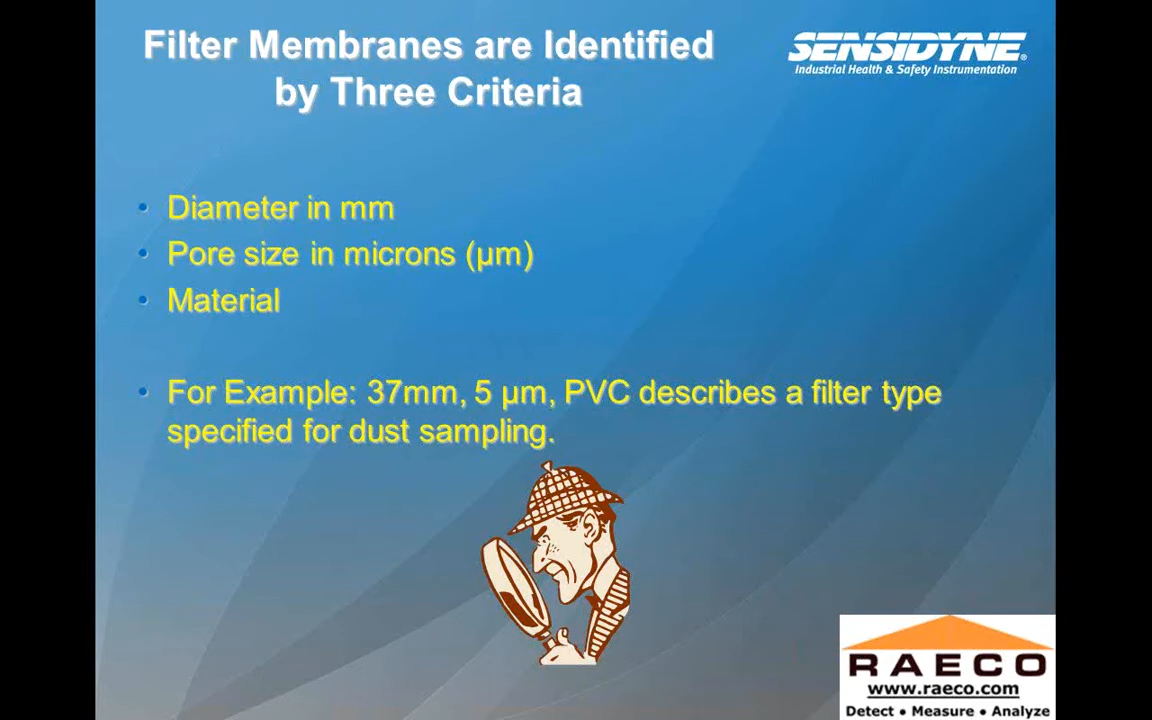 Filter Membranes are Identified
by Three Criteria
SENSIDYNE®
Industrial Health & Safety Instrumentation
• Diameter in mm
• Pore size in microns (µm)
• Material
• For Example: 37mm, 5 µm, PVC describes a filter type
specified for dust sampling.
RAECO
www.raeco.com
Detect • Measure • Analyze